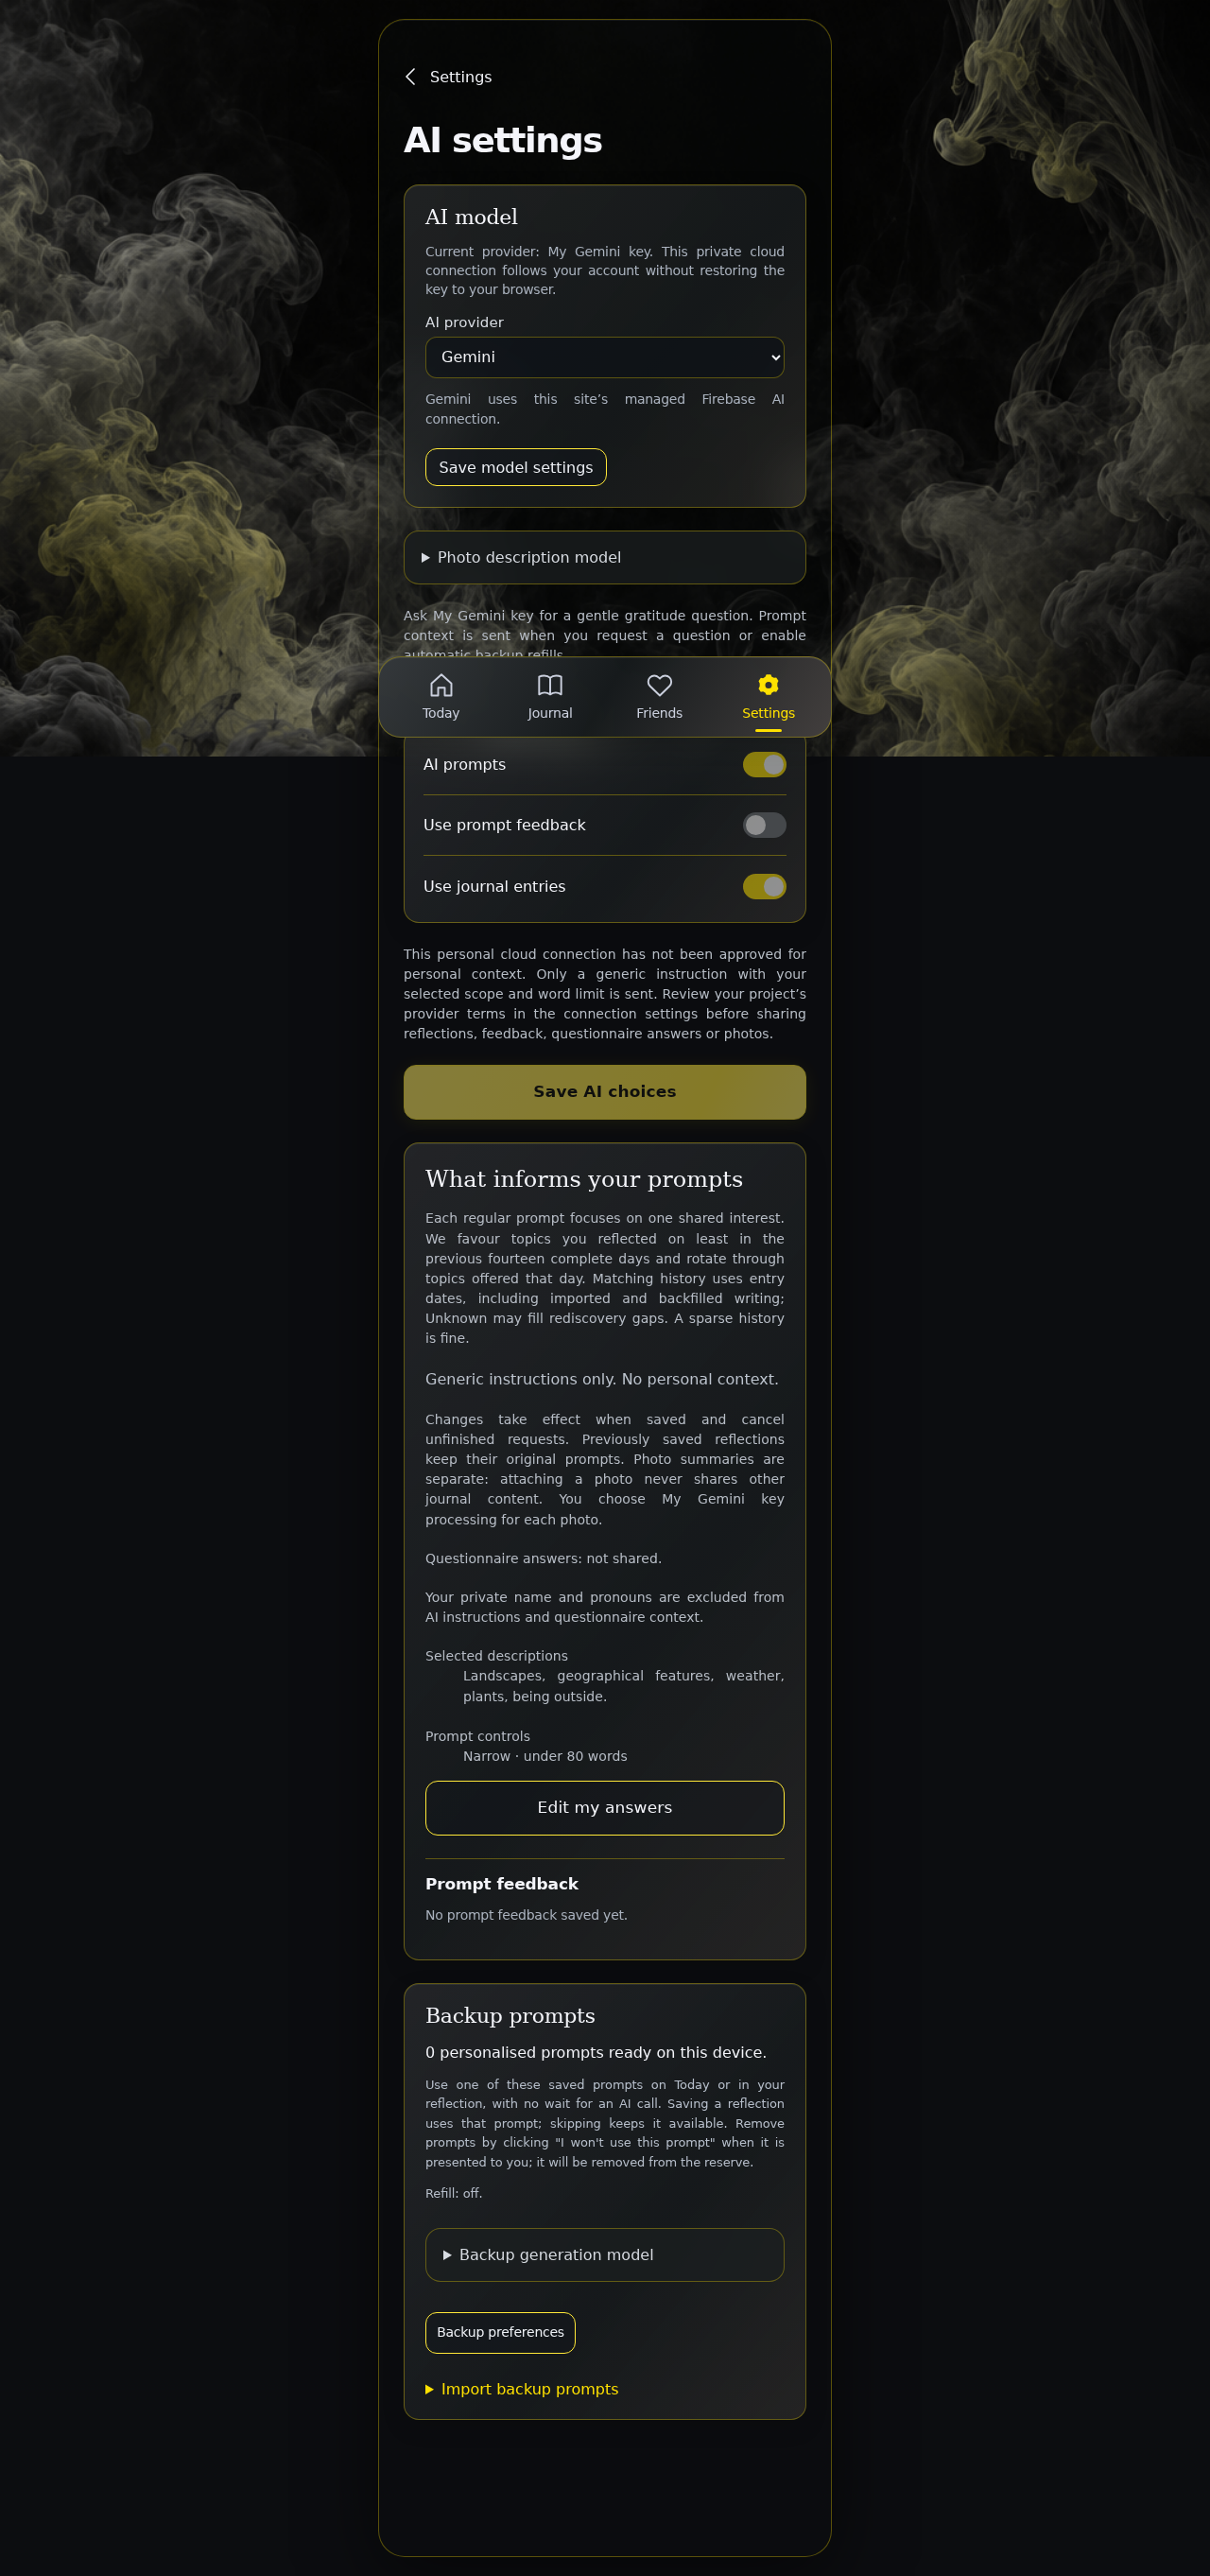 Settings
AI settings
AI model
Current provider: My Gemini key. This private cloud
connection follows your account without restoring the
key to your browser.
AI provider
Gemini
Gemini uses this site’s managed Firebase AI
connection.
Save model settings
Photo description model
Ask My Gemini key for a gentle gratitude question. Prompt
context is sent when you request a question or enable
automatic backup refills.
Today
Journal
Friends
Settings
AI prompts
Use prompt feedback
Use journal entries
This personal cloud connection has not been approved for
personal context. Only a generic instruction with your
selected scope and word limit is sent. Review your project’s
provider terms in the connection settings before sharing
reflections, feedback, questionnaire answers or photos.
Save AI choices
What informs your prompts
Each regular prompt focuses on one shared interest.
We favour topics you reflected on least in the
previous fourteen complete days and rotate through
topics offered that day. Matching history uses entry
dates, including imported and backfilled writing;
Unknown may fill rediscovery gaps. A sparse history
is fine.
Generic instructions only. No personal context.
Changes take effect when saved and cancel
unfinished requests. Previously saved reflections
keep their original prompts. Photo summaries are
separate: attaching a photo never shares other
journal content. You choose My Gemini key
processing for each photo.
Questionnaire answers: not shared.
Your private name and pronouns are excluded from
AI instructions and questionnaire context.
Selected descriptions
Landscapes, geographical features, weather,
plants, being outside.
Prompt controls
Narrow · under 80 words
Edit my answers
Prompt feedback
No prompt feedback saved yet.
Backup prompts
0 personalised prompts ready on this device.
Use one of these saved prompts on Today or in your
reflection, with no wait for an AI call. Saving a reflection
uses that prompt; skipping keeps it available. Remove
prompts by clicking "I won't use this prompt" when it is
presented to you; it will be removed from the reserve.
Refill: off.
Backup generation model
Backup preferences
Import backup prompts